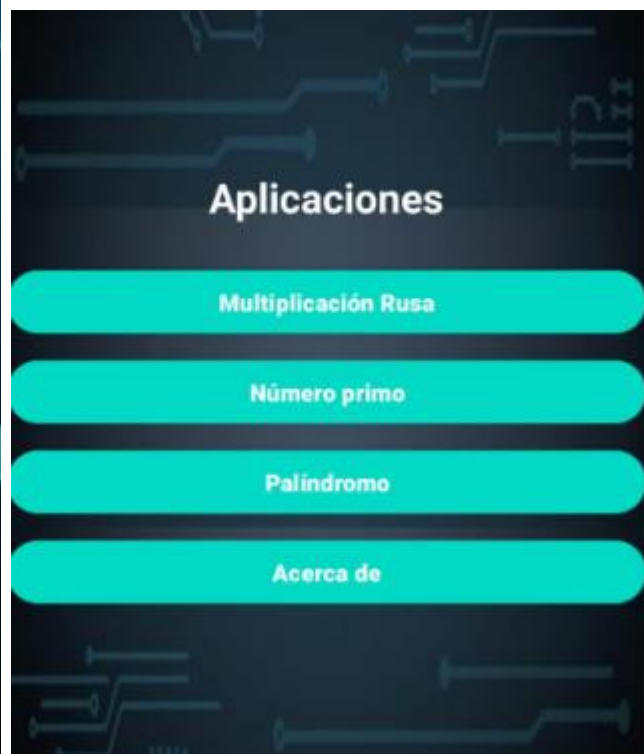 Aplicaciones
Multiplicación Rusa
Número primo
Palíndromo
Acerca de